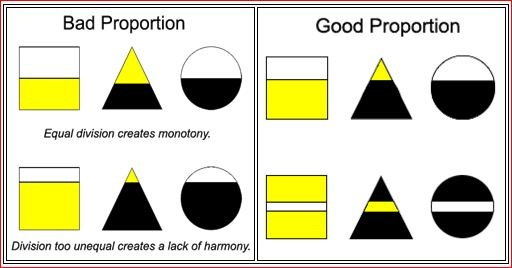 Bad Proportion
Equal division creates monotony.
Division too unequal creates a lack of harmony.
Good Proportion